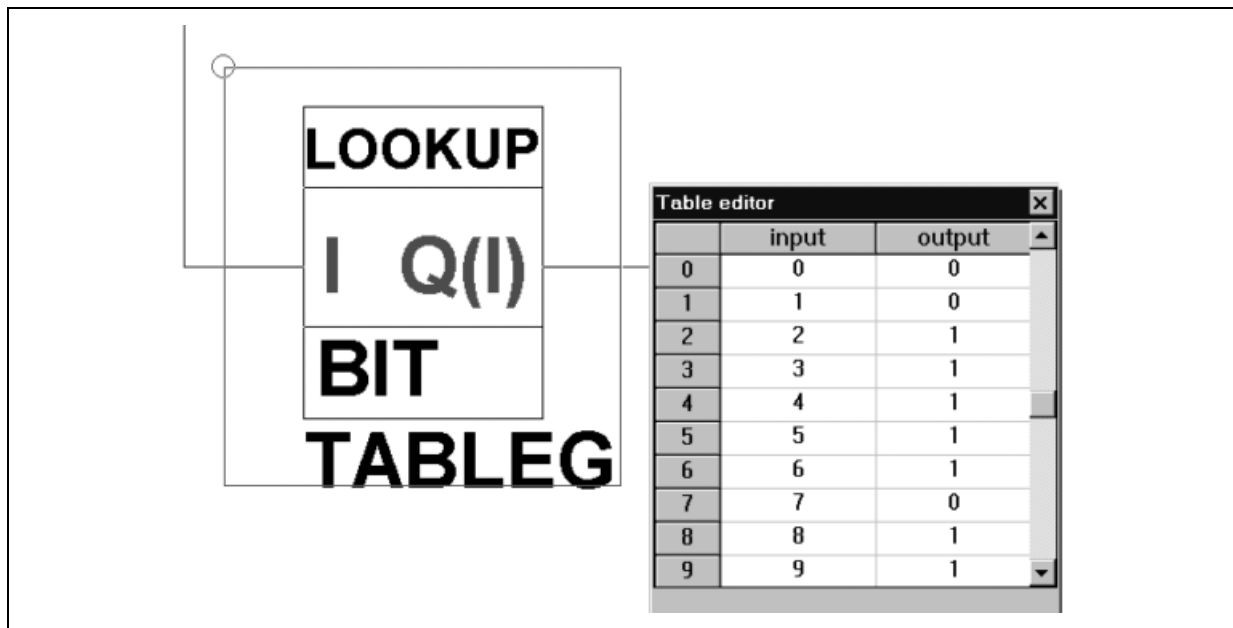 LOOKUP
I Q(I)
BIT
TABLEG
Table editor
input output
0 0 0
1 1 0
2 2 1
3 3 1
4 4 1
5 5 1
6 6 1
7 7 0
8 8 1
9 9 1